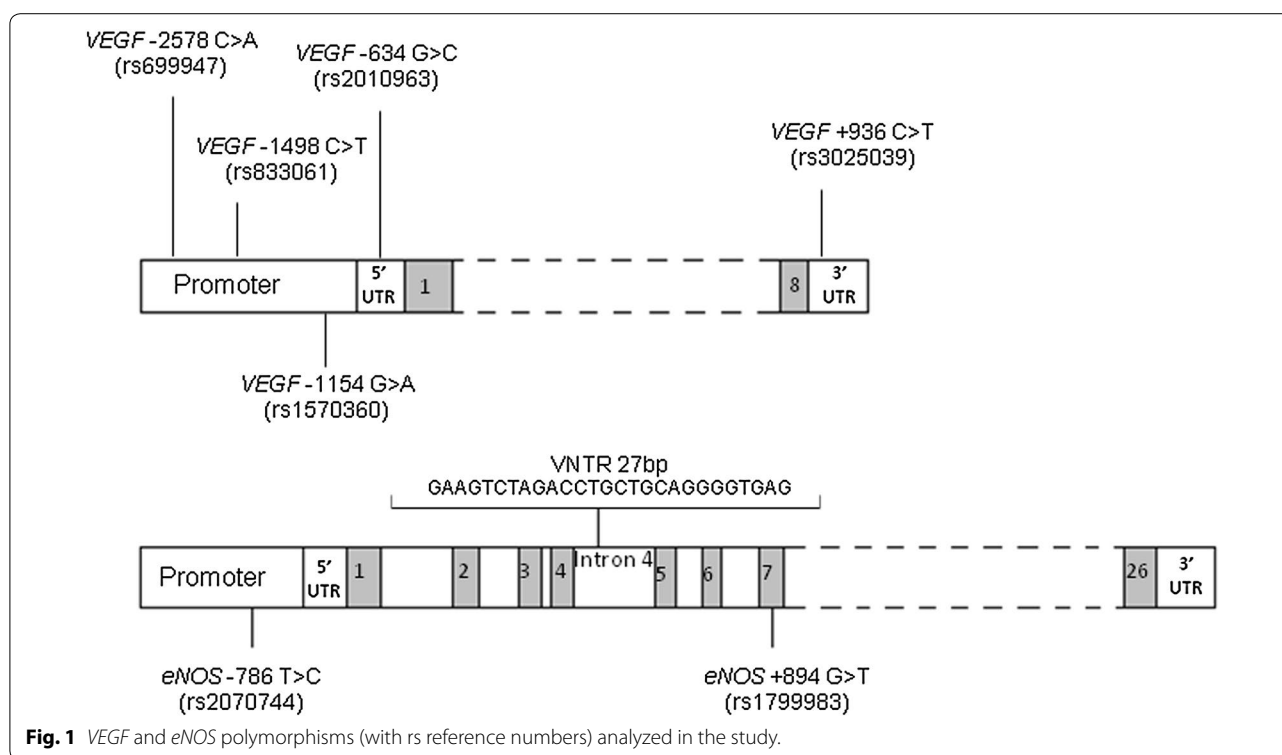 VEGF -2578 C>A
(rs699947)
VEGF -634 G>C
(rs2010963)
VEGF -1498 C>T
(rs833061)
VEGF +936 C>T
(rs3025039)
Promoter
5′
UTR
1
8
3′
UTR
VEGF -1154 G>A
(rs1570360)
VNTR 27bp
GAAGTCTAGACCTGCTGCAGGGGTGAG
Promoter
5′
UTR
1
2
3
4
Intron 4
5
6
7
26
3′
UTR
eNOS -786 T>C
(rs2070744)
eNOS +894 G>T
(rs1799983)
Fig. 1 VEGF and eNOS polymorphisms (with rs reference numbers) analyzed in the study.